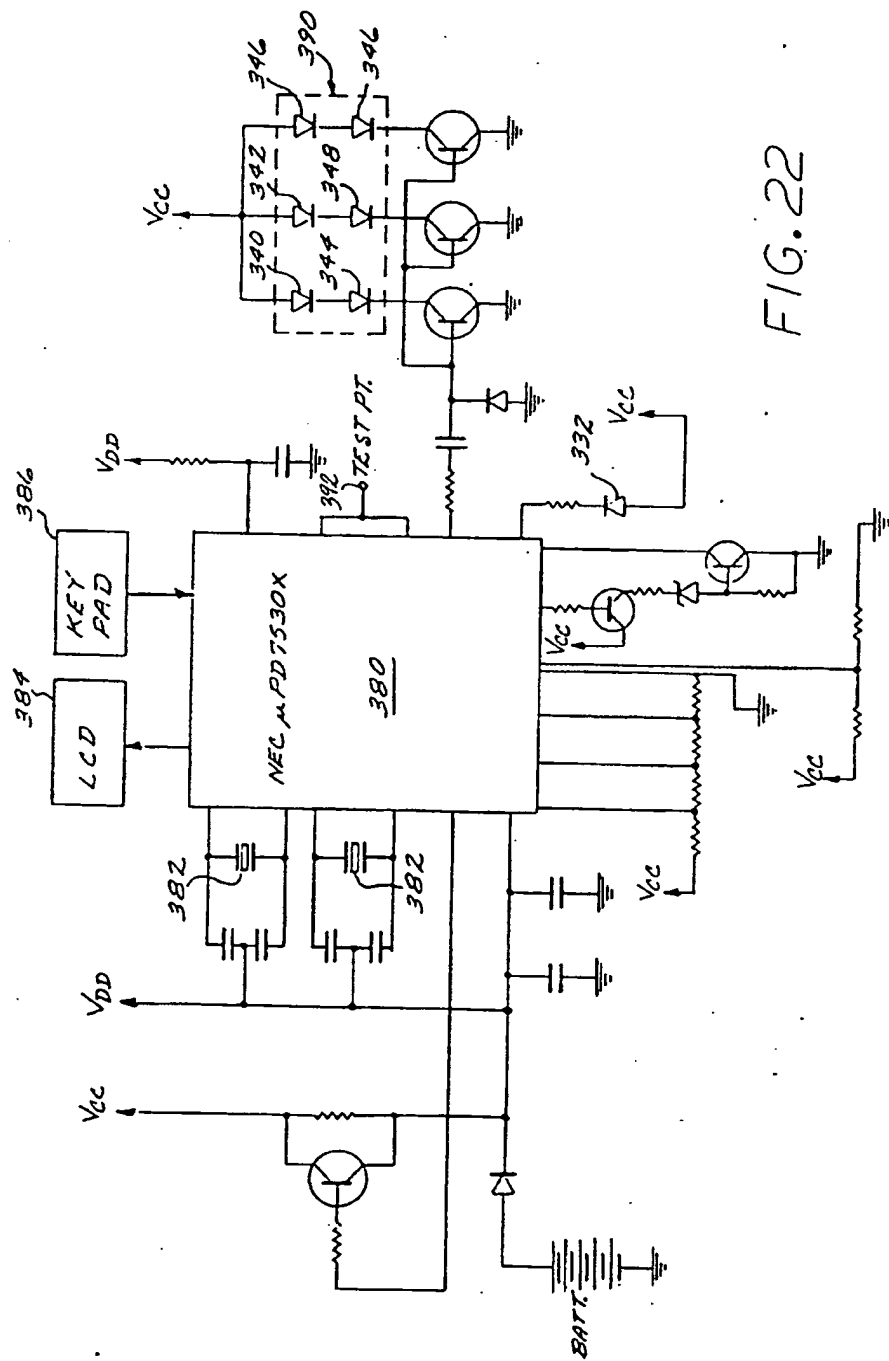 386
384
KEY
PAD
LCD
NEC µPD7530X
380
382
382
VDD
VCC
VDD
392
TEST PT.
VCC
340
342
346
390
344
348
346
332
VCC
VCC
VCC
VCC
BATT.
FIG. 22